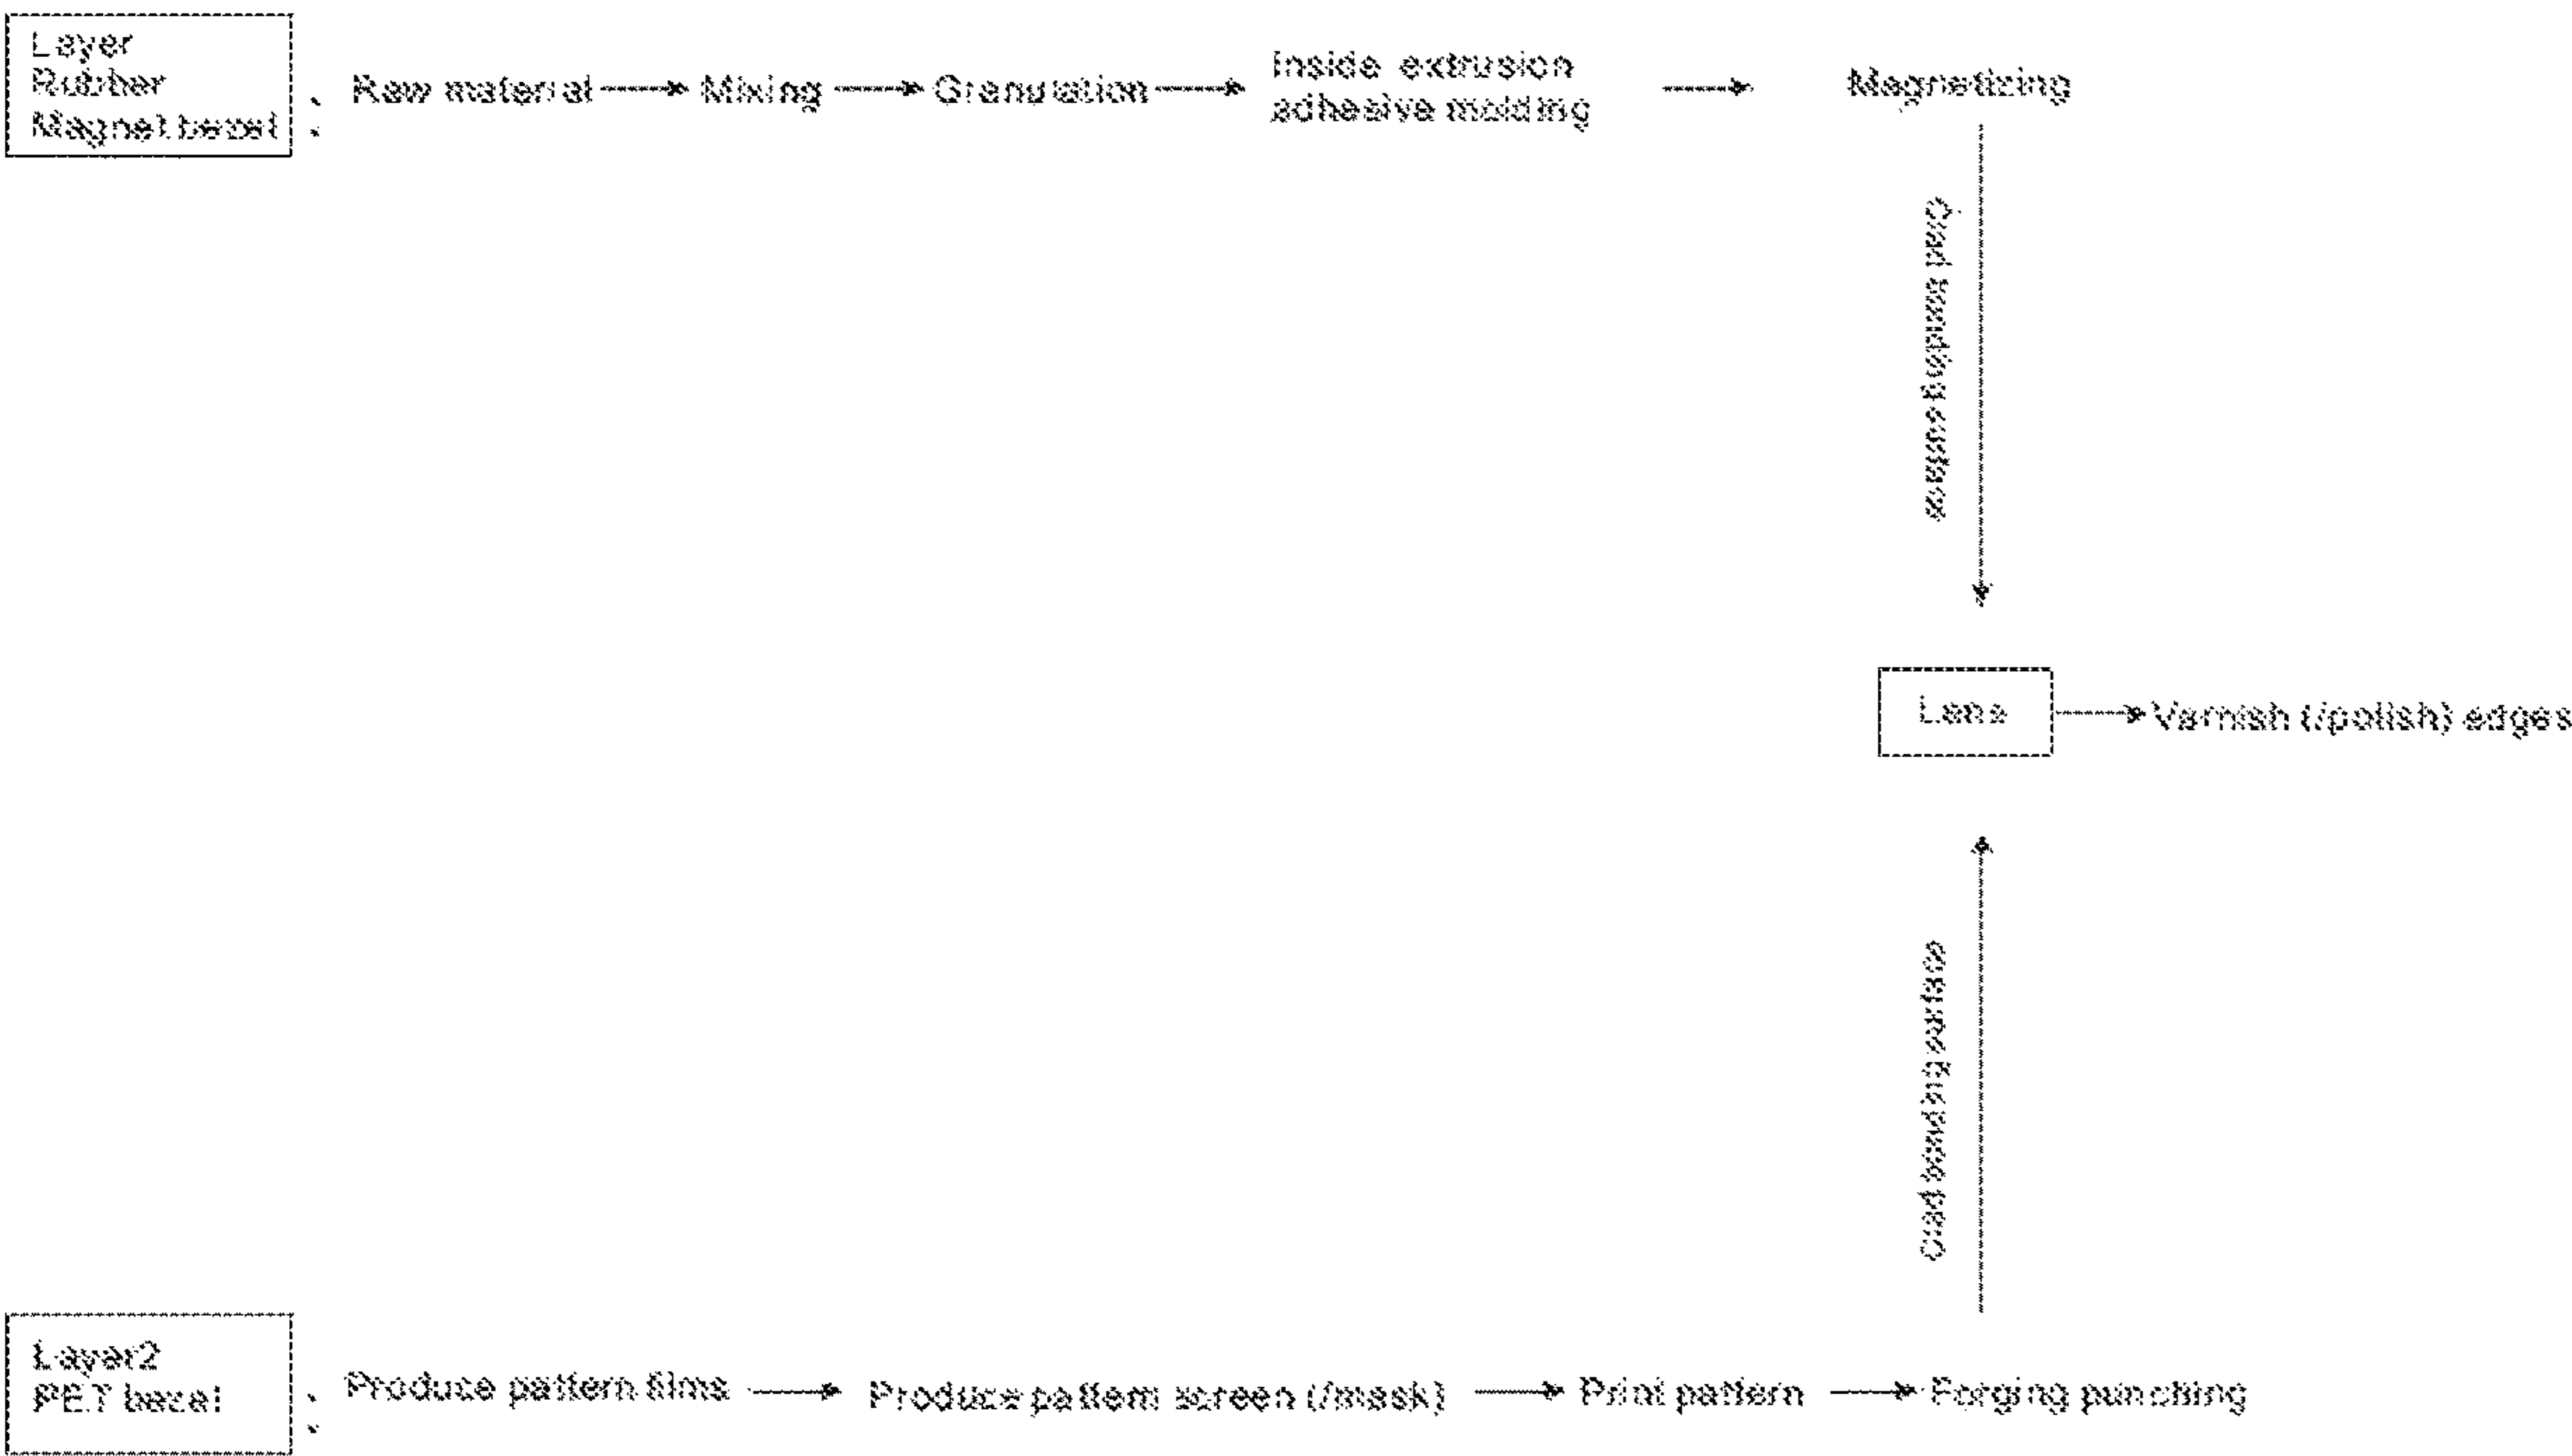 Layer
Rubber
Magnet bezel :
Raw material
Mixing
Granulation
Inside extrusion
adhesive molding
Magnetizing
Clad bonding surface
Lens
Varnish (/polish) edges
Clad bonding surface
Layer2
PET bezel :
Produce pattern films
Produce pattern screen (/mask)
Print pattern
Forging punching